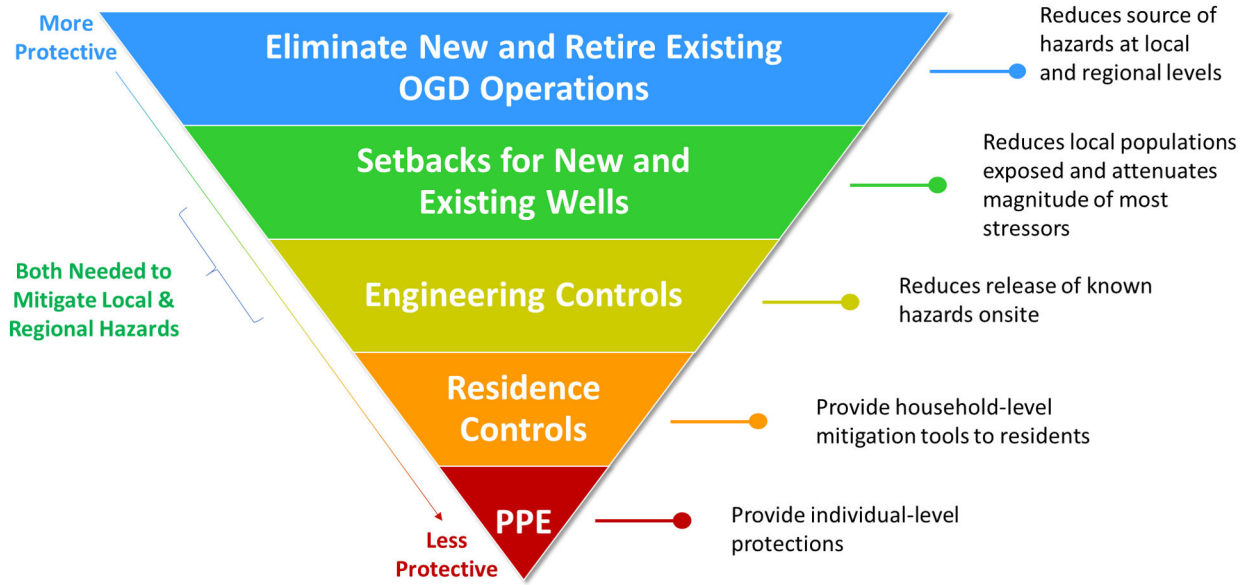 More
Protective
Eliminate New and Retire Existing
OGD Operations
Reduces source of
hazards at local
and regional levels
Setbacks for New and
Existing Wells
Reduces local populations
exposed and attenuates
magnitude of most
stressors
Both Needed to
Mitigate Local &
Regional Hazards
Engineering Controls
Reduces release of known
hazards onsite
Residence
Controls
Provide household-level
mitigation tools to residents
PPE
Provide individual-level
protections
Less
Protective